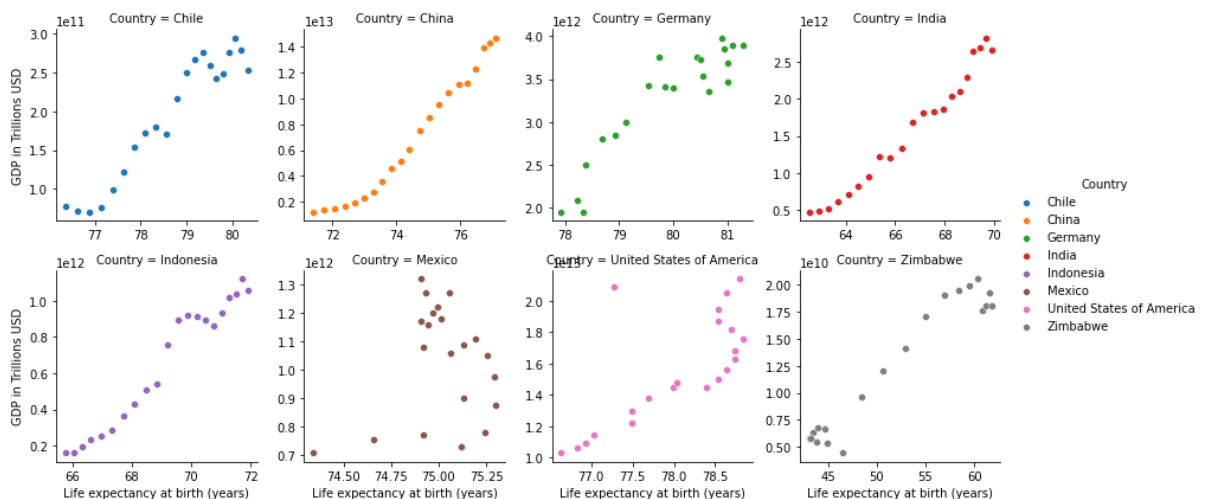 1e11 Country = Chile
3.0
2.5
2.0
1.5
1.0
77 78 79 80
1e13 Country = China
1.4
1.2
1.0
0.8
0.6
0.4
0.2
72 74 76
1e12 Country = Germany
4.0
3.5
3.0
2.5
2.0
78 79 80 81
1e12 Country = India
2.5
2.0
1.5
1.0
0.5
64 66 68 70
GDP in Trillions USD
1e12 Country = Indonesia
1.0
0.8
0.6
0.4
0.2
66 68 70 72
Life expectancy at birth (years)
GDP in Trillions USD
1e12 Country = Mexico
1.3
1.2
1.1
1.0
0.9
0.8
0.7
74.50 74.75 75.00 75.25
Life expectancy at birth (years)
1e13 Country = United States of America
2.0
1.8
1.6
1.4
1.2
1.0
77.0 77.5 78.0 78.5
Life expectancy at birth (years)
1e10 Country = Zimbabwe
2.00
1.75
1.50
1.25
1.00
0.75
0.50
45 50 55 60
Life expectancy at birth (years)
Country
Chile
China
Germany
India
Indonesia
Mexico
United States of America
Zimbabwe